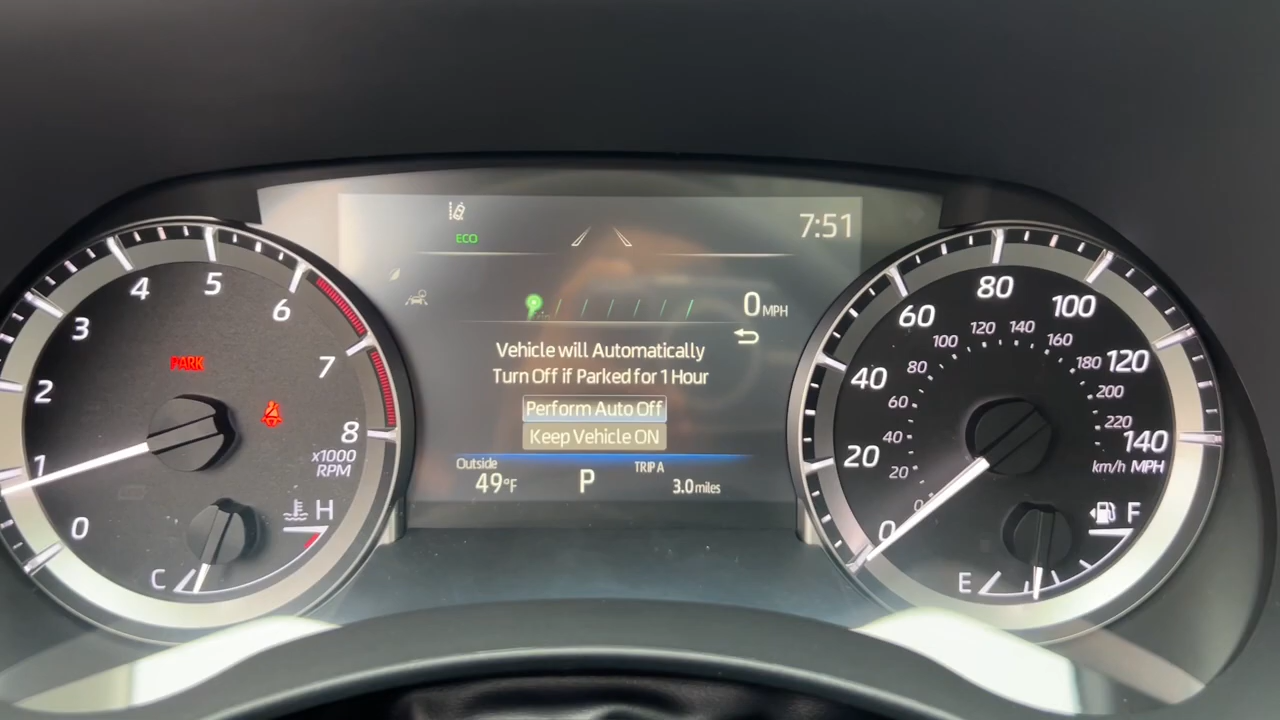 7:51
ECO
0 MPH
Vehicle will Automatically
Turn Off if Parked for 1 Hour
Perform Auto Off
Keep Vehicle ON
Outside
49°F
P
TRIP A
3.0 miles
0
1
2
3
4
5
6
7
8
x1000
RPM
PARK
H
C
0
20
40
60
80
100
120
140
km/h MPH
0
20
40
60
80
100
120
140
160
180
200
220
F
E